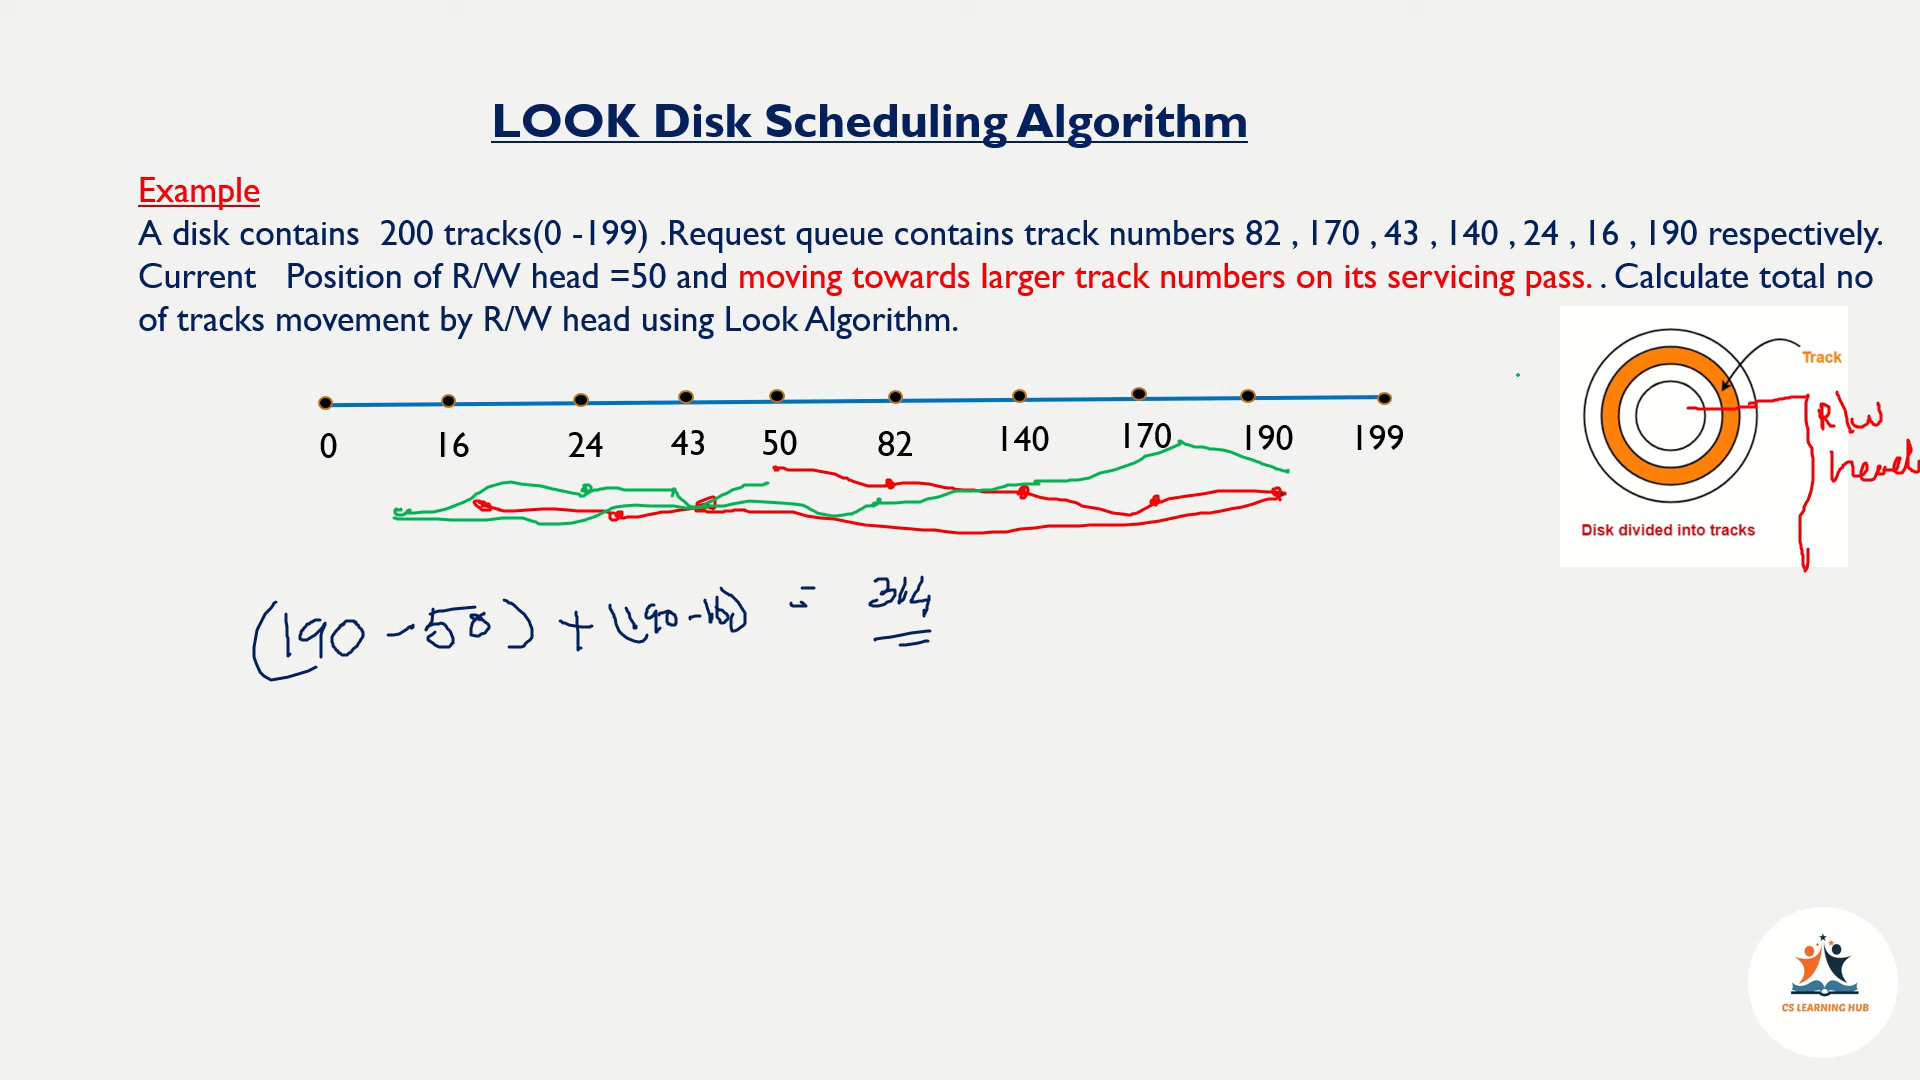 LOOK Disk Scheduling Algorithm
Example
A disk contains 200 tracks(0 -199) .Request queue contains track numbers 82 , 170 , 43 , 140 , 24 , 16 , 190 respectively.
Current Position of R/W head =50 and moving towards larger track numbers on its servicing pass. . Calculate total no
of tracks movement by R/W head using Look Algorithm.
Track
R/W
head
0 16 24 43 50 82 140 170 190 199
Disk divided into tracks
(190 - 50) + (190 - 16) = 314
CS LEARNING HUB